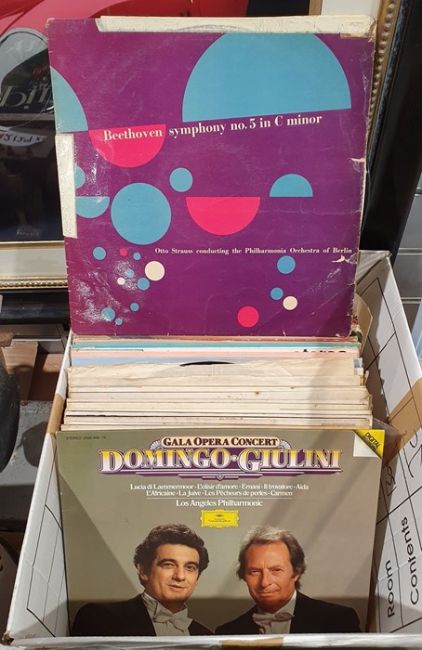 Beethoven symphony no. 5 in C minor
Otto Strauss conducting the Philharmonia Orchestra of Berlin
GALA OPERA CONCERT
DOMINGO·GIULINI
Lucia di Lammermoor · L'elisir d'amore · Ernani · Il trovatore · Aida
L'Africaine · La Juive · Les Pêcheurs de perles · Carmen
Los Angeles Philharmonic
Room
Contents